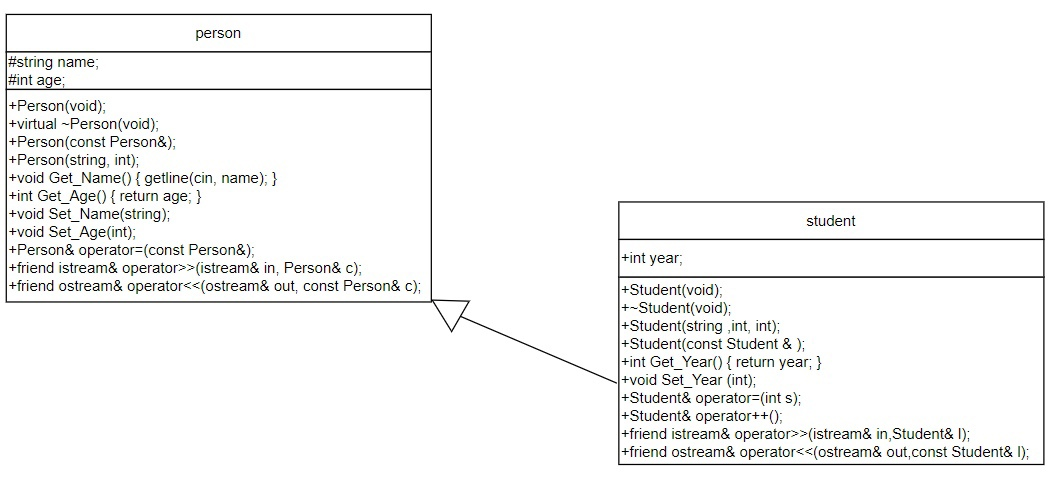 person
#string name;
#int age;
+Person(void);
+virtual ~Person(void);
+Person(const Person&);
+Person(string, int);
+void Get_Name() { getline(cin, name); }
+int Get_Age() { return age; }
+void Set_Name(string);
+void Set_Age(int);
+Person& operator=(const Person&);
+friend istream& operator>>(istream& in, Person& c);
+friend ostream& operator<<(ostream& out, const Person& c);
student
+int year;
+Student(void);
+~Student(void);
+Student(string ,int, int);
+Student(const Student & );
+int Get_Year() { return year; }
+void Set_Year (int);
+Student& operator=(int s);
+Student& operator++();
+friend istream& operator>>(istream& in,Student& l);
+friend ostream& operator<<(ostream& out,const Student& l);